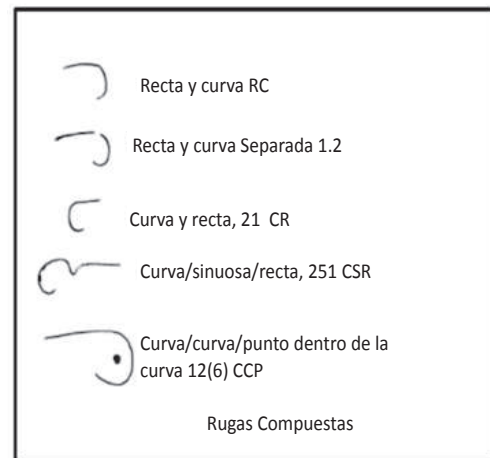 Recta y curva RC
Recta y curva Separada 1.2
Curva y recta, 21 CR
Curva/sinuosa/recta, 251 CSR
Curva/curva/punto dentro de la
curva 12(6) CCP
Rugas Compuestas